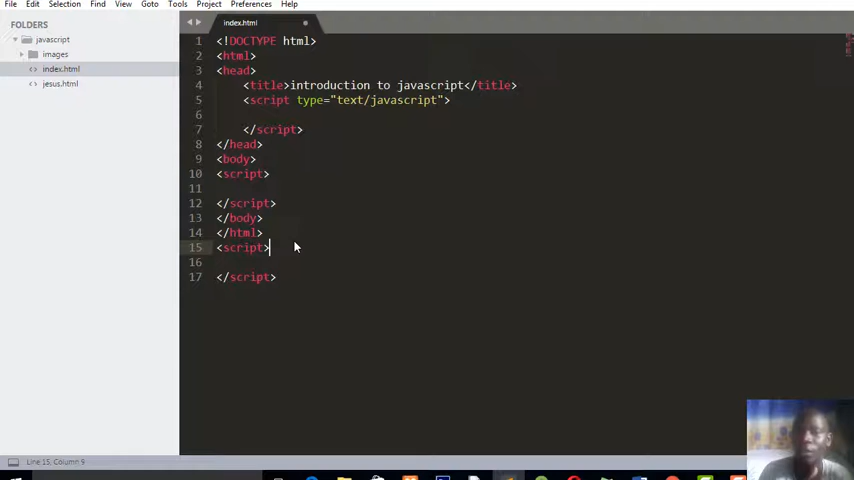 File Edit Selection Find View Goto Tools Project Preferences Help
FOLDERS
javascript
images
index.html
jesus.html
index.html
1 <!DOCTYPE html>
2 <html>
3 <head>
4 <title>introduction to javascript</title>
5 <script type="text/javascript">
6
7 </script>
8 </head>
9 <body>
10 <script>
11
12 </script>
13 </body>
14 </html>
15 <script>
16
17 </script>
Line 15, Column 9